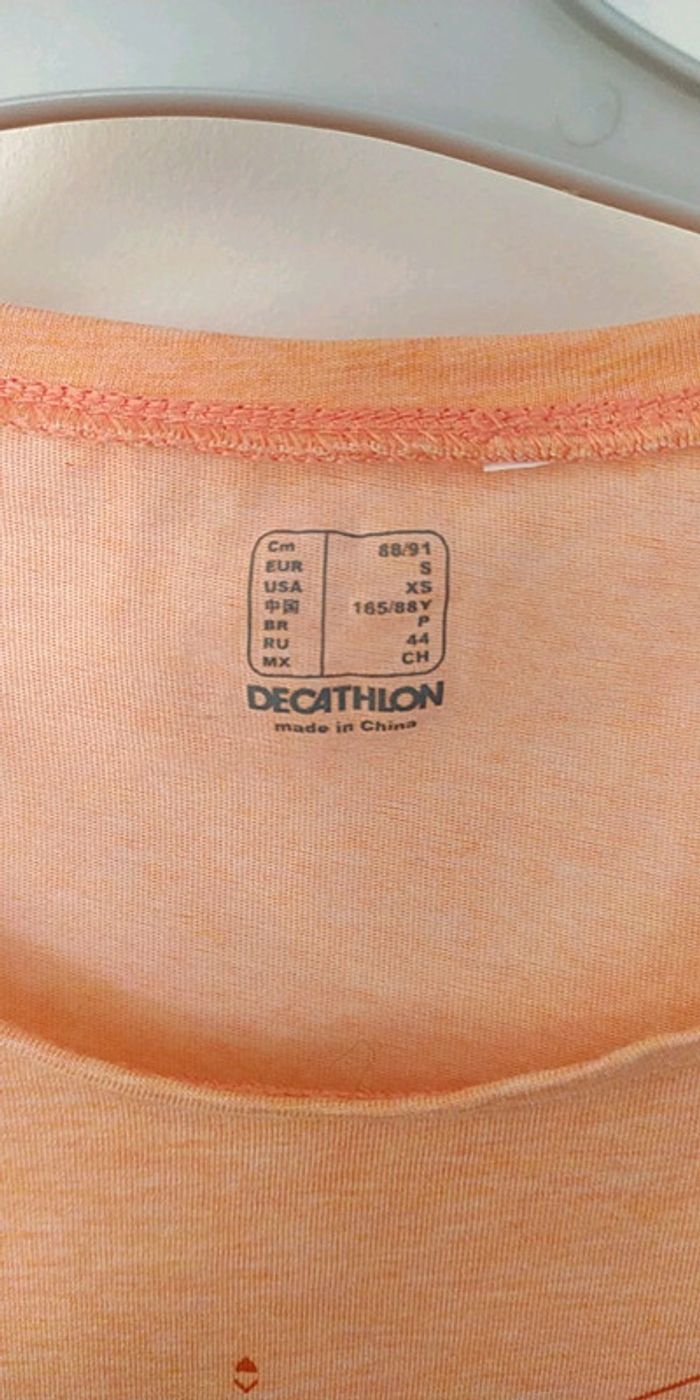 Cm 88/91
EUR S
USA XS
中国 165/88Y
BR P
RU 44
MX CH
DECATHLON
made in China